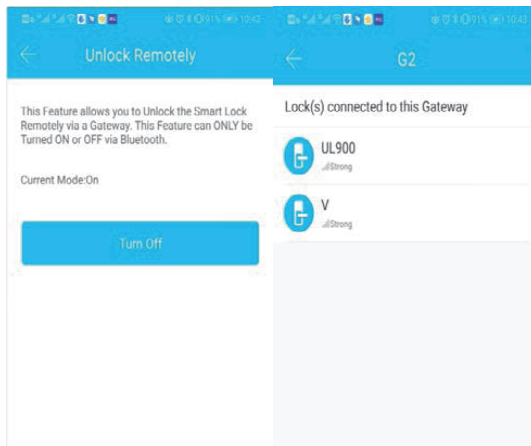 91% 10:42
Unlock Remotely
This Feature allows you to Unlock the Smart Lock
Remotely via a Gateway. This Feature can ONLY be
Turned ON or OFF via Bluetooth.
Current Mode:On
Turn Off
91% 10:43
G2
Lock(s) connected to this Gateway
UL900
Strong
V
Strong